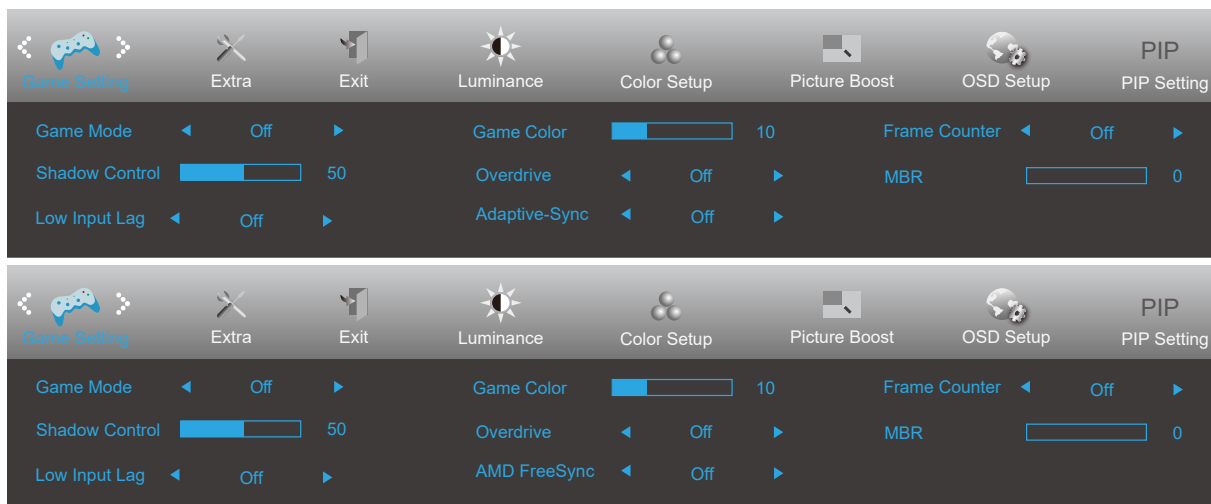 PIP
Game Setting Extra Exit Luminance Color Setup Picture Boost OSD Setup PIP Setting
Game Mode Off Game Color 10 Frame Counter Off
Shadow Control 50 Overdrive Off MBR 0
Low Input Lag Off Adaptive-Sync Off
PIP
Game Setting Extra Exit Luminance Color Setup Picture Boost OSD Setup PIP Setting
Game Mode Off Game Color 10 Frame Counter Off
Shadow Control 50 Overdrive Off MBR 0
Low Input Lag Off AMD FreeSync Off